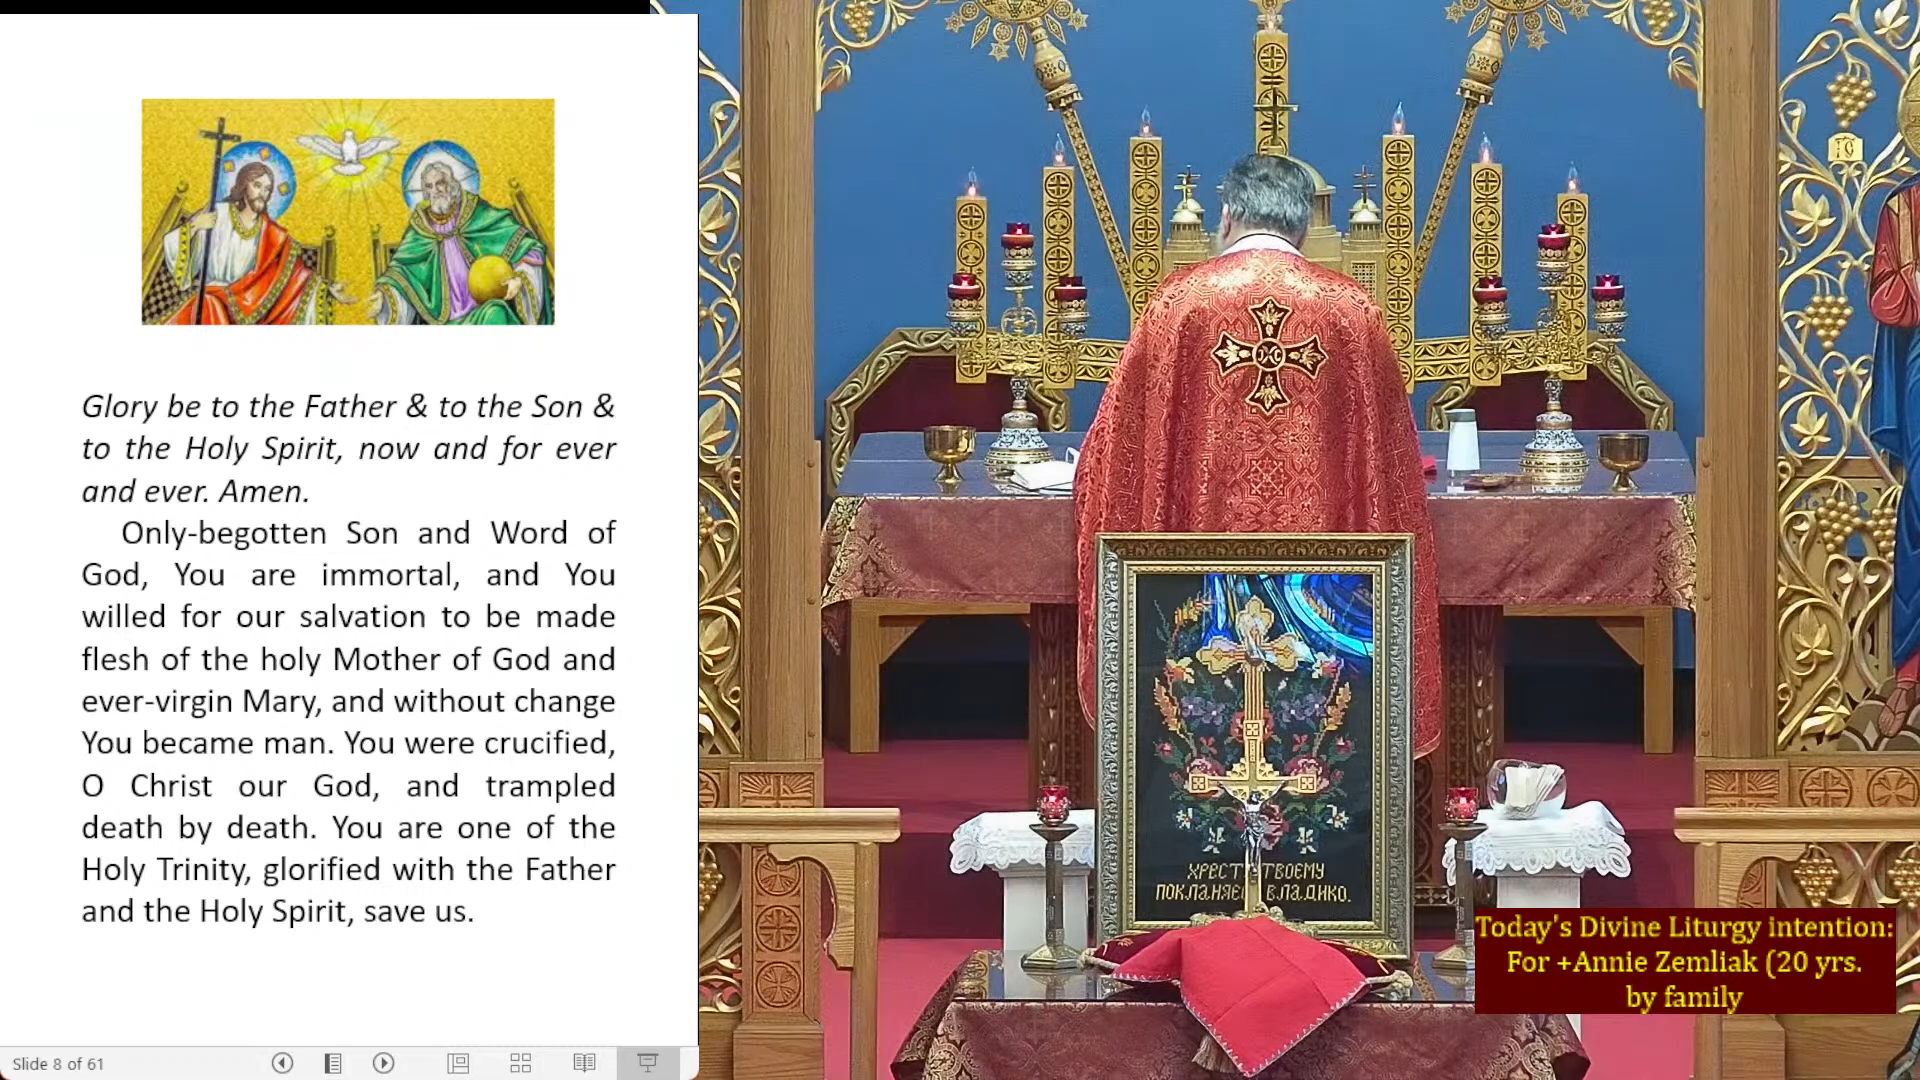 Glory be to the Father & to the Son &
to the Holy Spirit, now and for ever
and ever. Amen.
Only-begotten Son and Word of
God, You are immortal, and You
willed for our salvation to be made
flesh of the holy Mother of God and
ever-virgin Mary, and without change
You became man. You were crucified,
O Christ our God, and trampled
death by death. You are one of the
Holy Trinity, glorified with the Father
and the Holy Spirit, save us.
Slide 8 of 61
ХРЕСТ ТВОЕМУ
ВЛАДИКО.
Today's Divine Liturgy intention:
For +Annie Zemliak (20 yrs.
by family